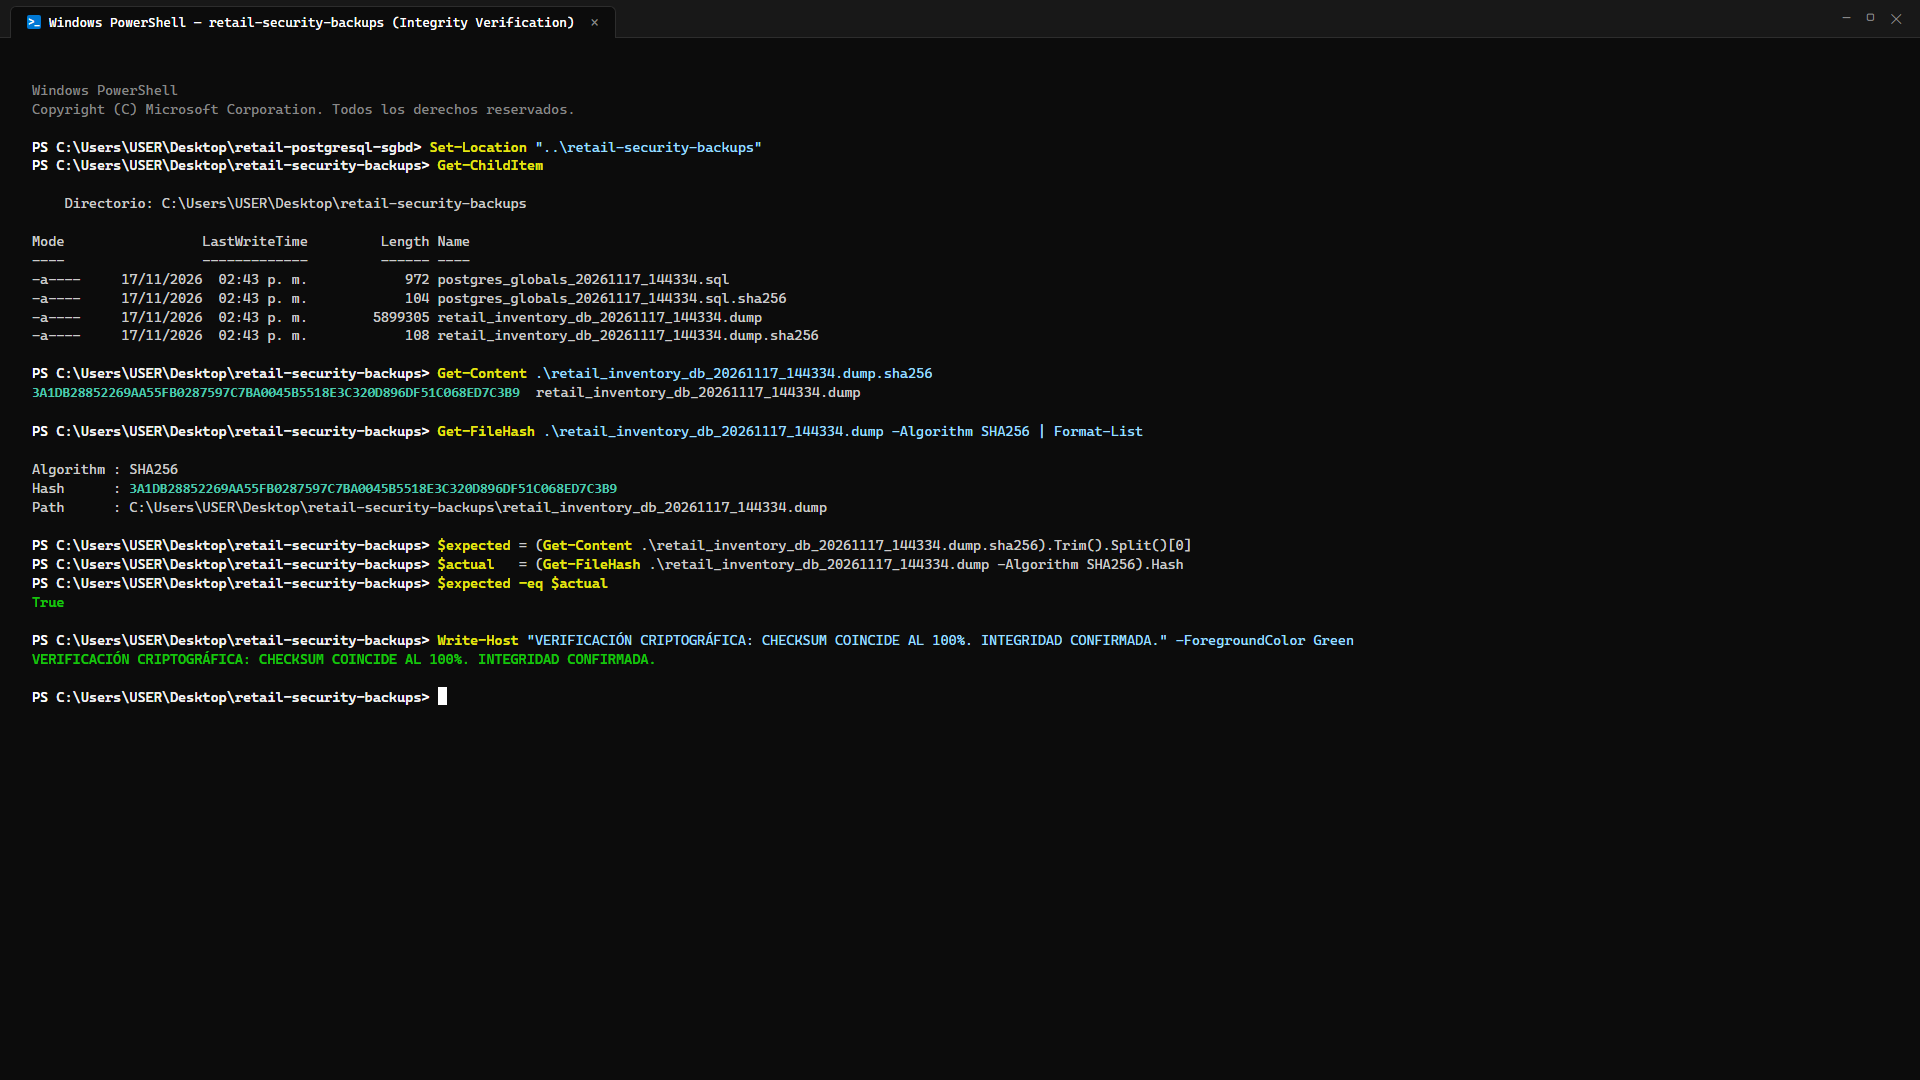 Windows PowerShell - retail-security-backups (Integrity Verification)
Windows PowerShell
Copyright (C) Microsoft Corporation. Todos los derechos reservados.
PS C:\Users\USER\Desktop\retail-postgresql-sgbd> Set-Location "..\retail-security-backups"
PS C:\Users\USER\Desktop\retail-security-backups> Get-ChildItem
    Directorio: C:\Users\USER\Desktop\retail-security-backups
Mode                 LastWriteTime         Length Name
----                 -------------         ------ ----
-a----     17/11/2026  02:43 p. m.            972 postgres_globals_20261117_144334.sql
-a----     17/11/2026  02:43 p. m.            104 postgres_globals_20261117_144334.sql.sha256
-a----     17/11/2026  02:43 p. m.        5899305 retail_inventory_db_20261117_144334.dump
-a----     17/11/2026  02:43 p. m.            108 retail_inventory_db_20261117_144334.dump.sha256
PS C:\Users\USER\Desktop\retail-security-backups> Get-Content .\retail_inventory_db_20261117_144334.dump.sha256
3A1DB28852269AA55FB0287597C7BA0045B5518E3C320D896DF51C068ED7C3B9  retail_inventory_db_20261117_144334.dump
PS C:\Users\USER\Desktop\retail-security-backups> Get-FileHash .\retail_inventory_db_20261117_144334.dump -Algorithm SHA256 | Format-List
Algorithm : SHA256
Hash      : 3A1DB28852269AA55FB0287597C7BA0045B5518E3C320D896DF51C068ED7C3B9
Path      : C:\Users\USER\Desktop\retail-security-backups\retail_inventory_db_20261117_144334.dump
PS C:\Users\USER\Desktop\retail-security-backups> $expected = (Get-Content .\retail_inventory_db_20261117_144334.dump.sha256).Trim().Split()[0]
PS C:\Users\USER\Desktop\retail-security-backups> $actual   = (Get-FileHash .\retail_inventory_db_20261117_144334.dump -Algorithm SHA256).Hash
PS C:\Users\USER\Desktop\retail-security-backups> $expected -eq $actual
True
PS C:\Users\USER\Desktop\retail-security-backups> Write-Host "VERIFICACIÓN CRIPTOGRÁFICA: CHECKSUM COINCIDE AL 100%. INTEGRIDAD CONFIRMADA." -ForegroundColor Green
VERIFICACIÓN CRIPTOGRÁFICA: CHECKSUM COINCIDE AL 100%. INTEGRIDAD CONFIRMADA.
PS C:\Users\USER\Desktop\retail-security-backups>